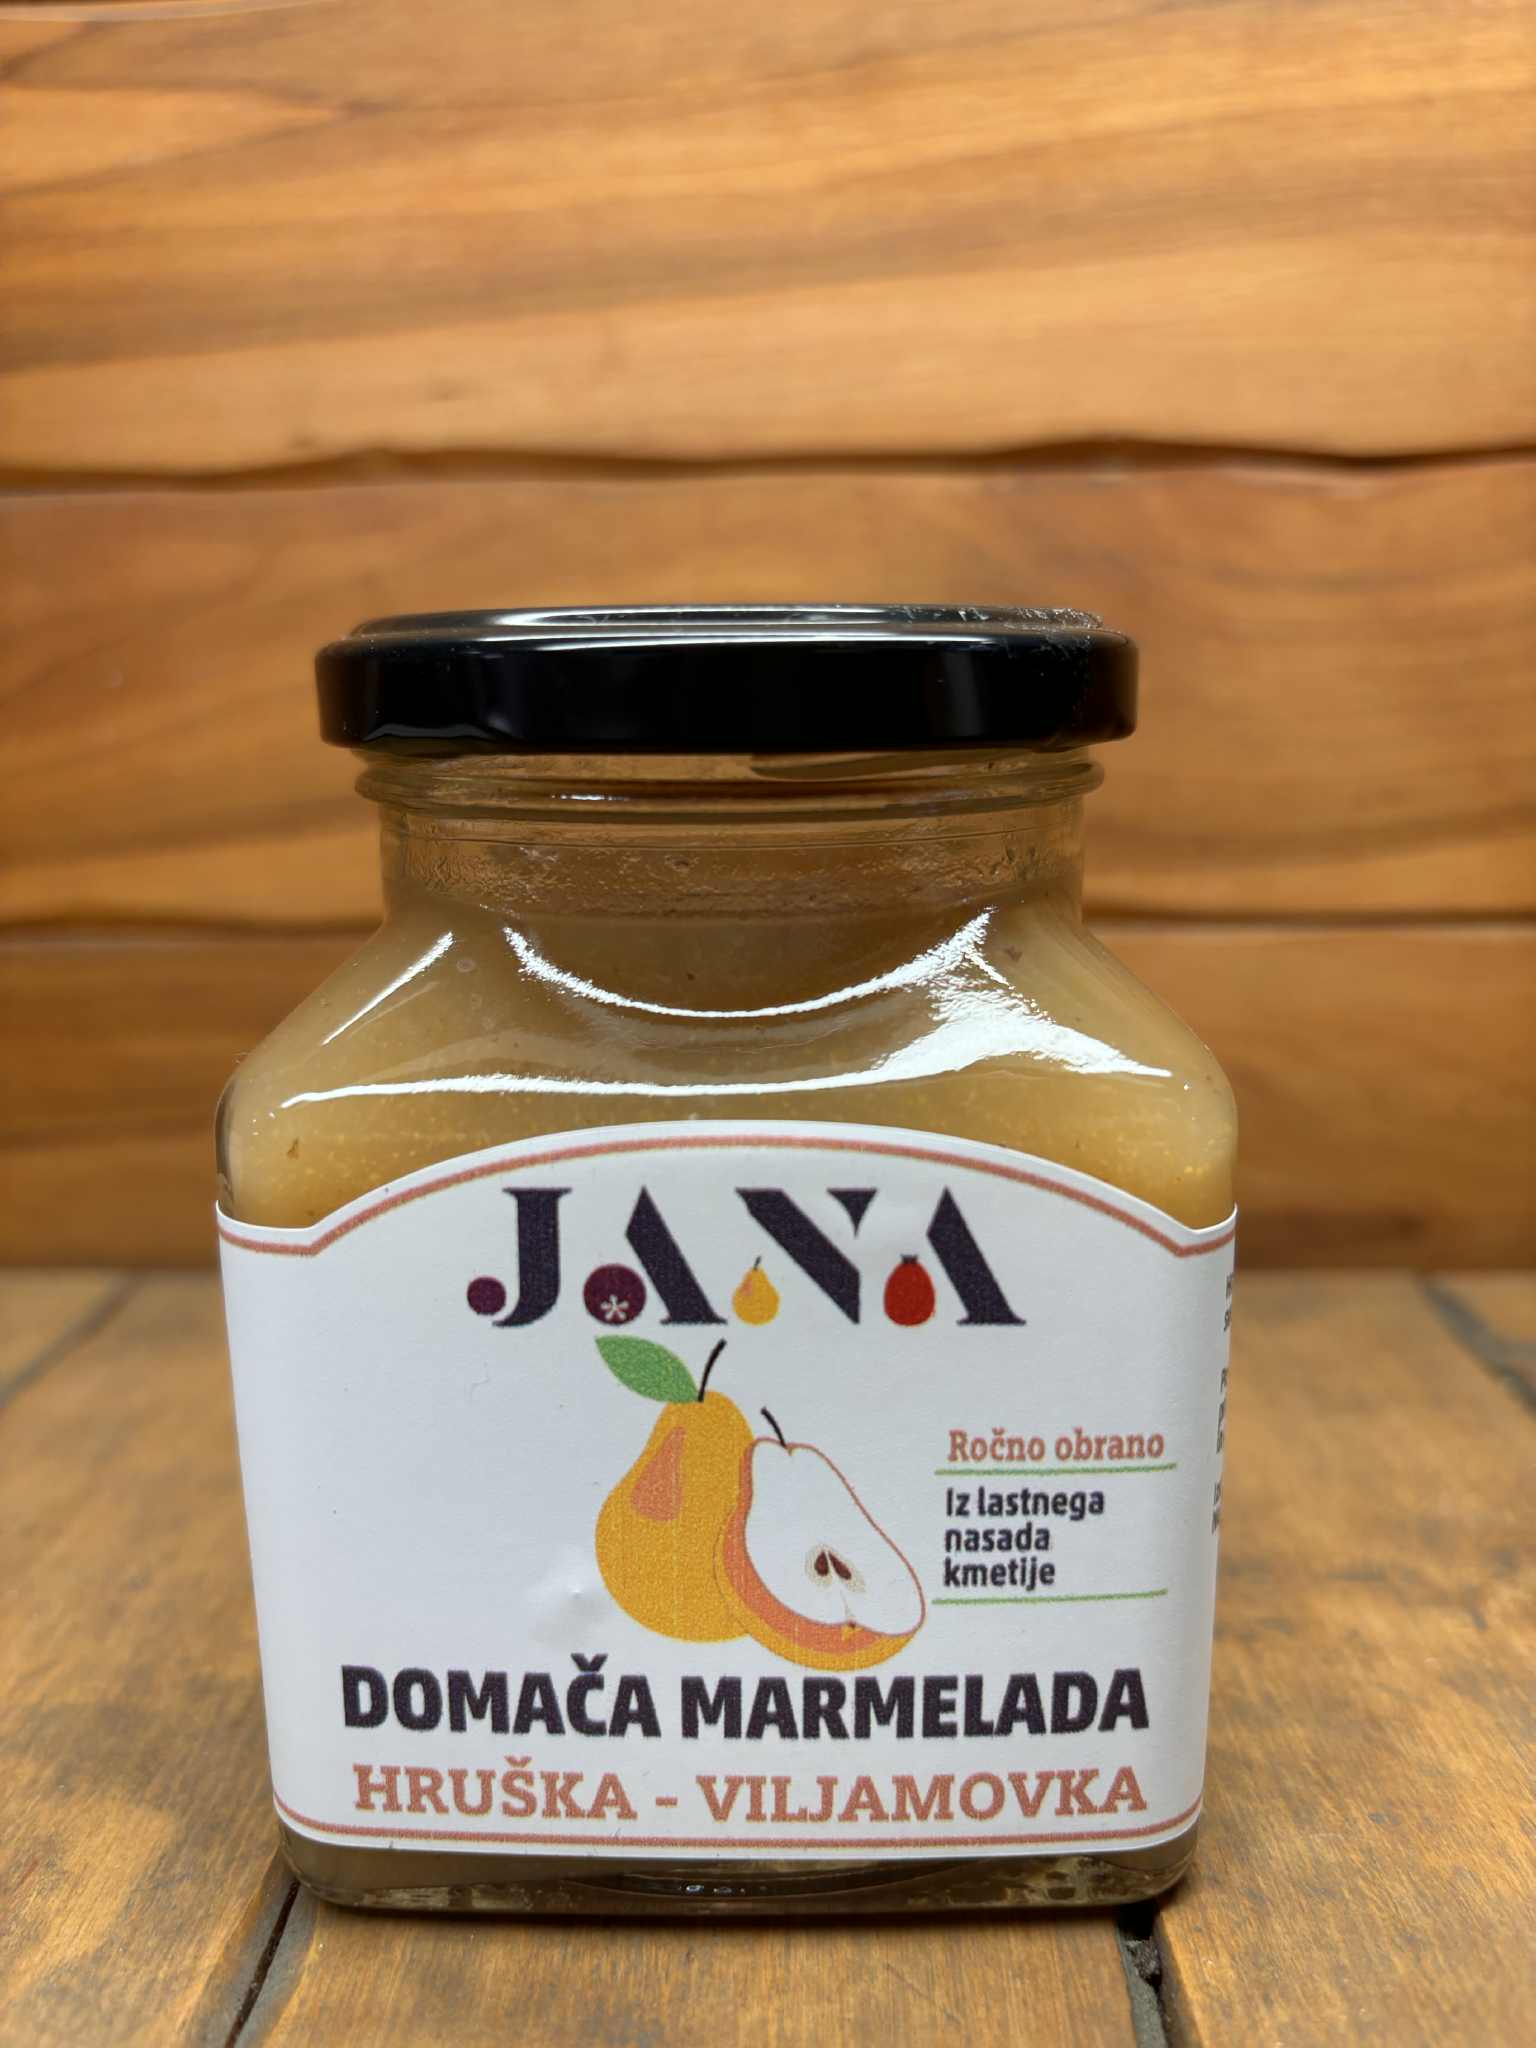 JANA
Ročno obrano
Iz lastnega
nasada
kmetije
DOMAČA MARMELADA
HRUŠKA - VILJAMOVKA